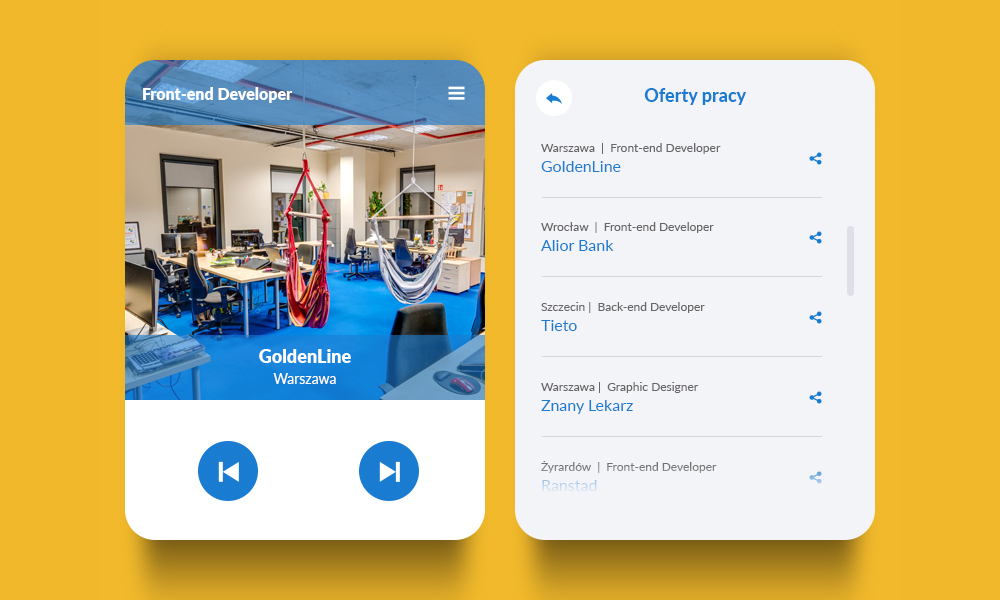 Front-end Developer
GoldenLine
Warszawa
Oferty pracy
Warszawa | Front-end Developer
GoldenLine
Wrocław | Front-end Developer
Alior Bank
Szczecin | Back-end Developer
Tieto
Warszawa | Graphic Designer
Znany Lekarz
Żyrardów | Front-end Developer
Ranstad